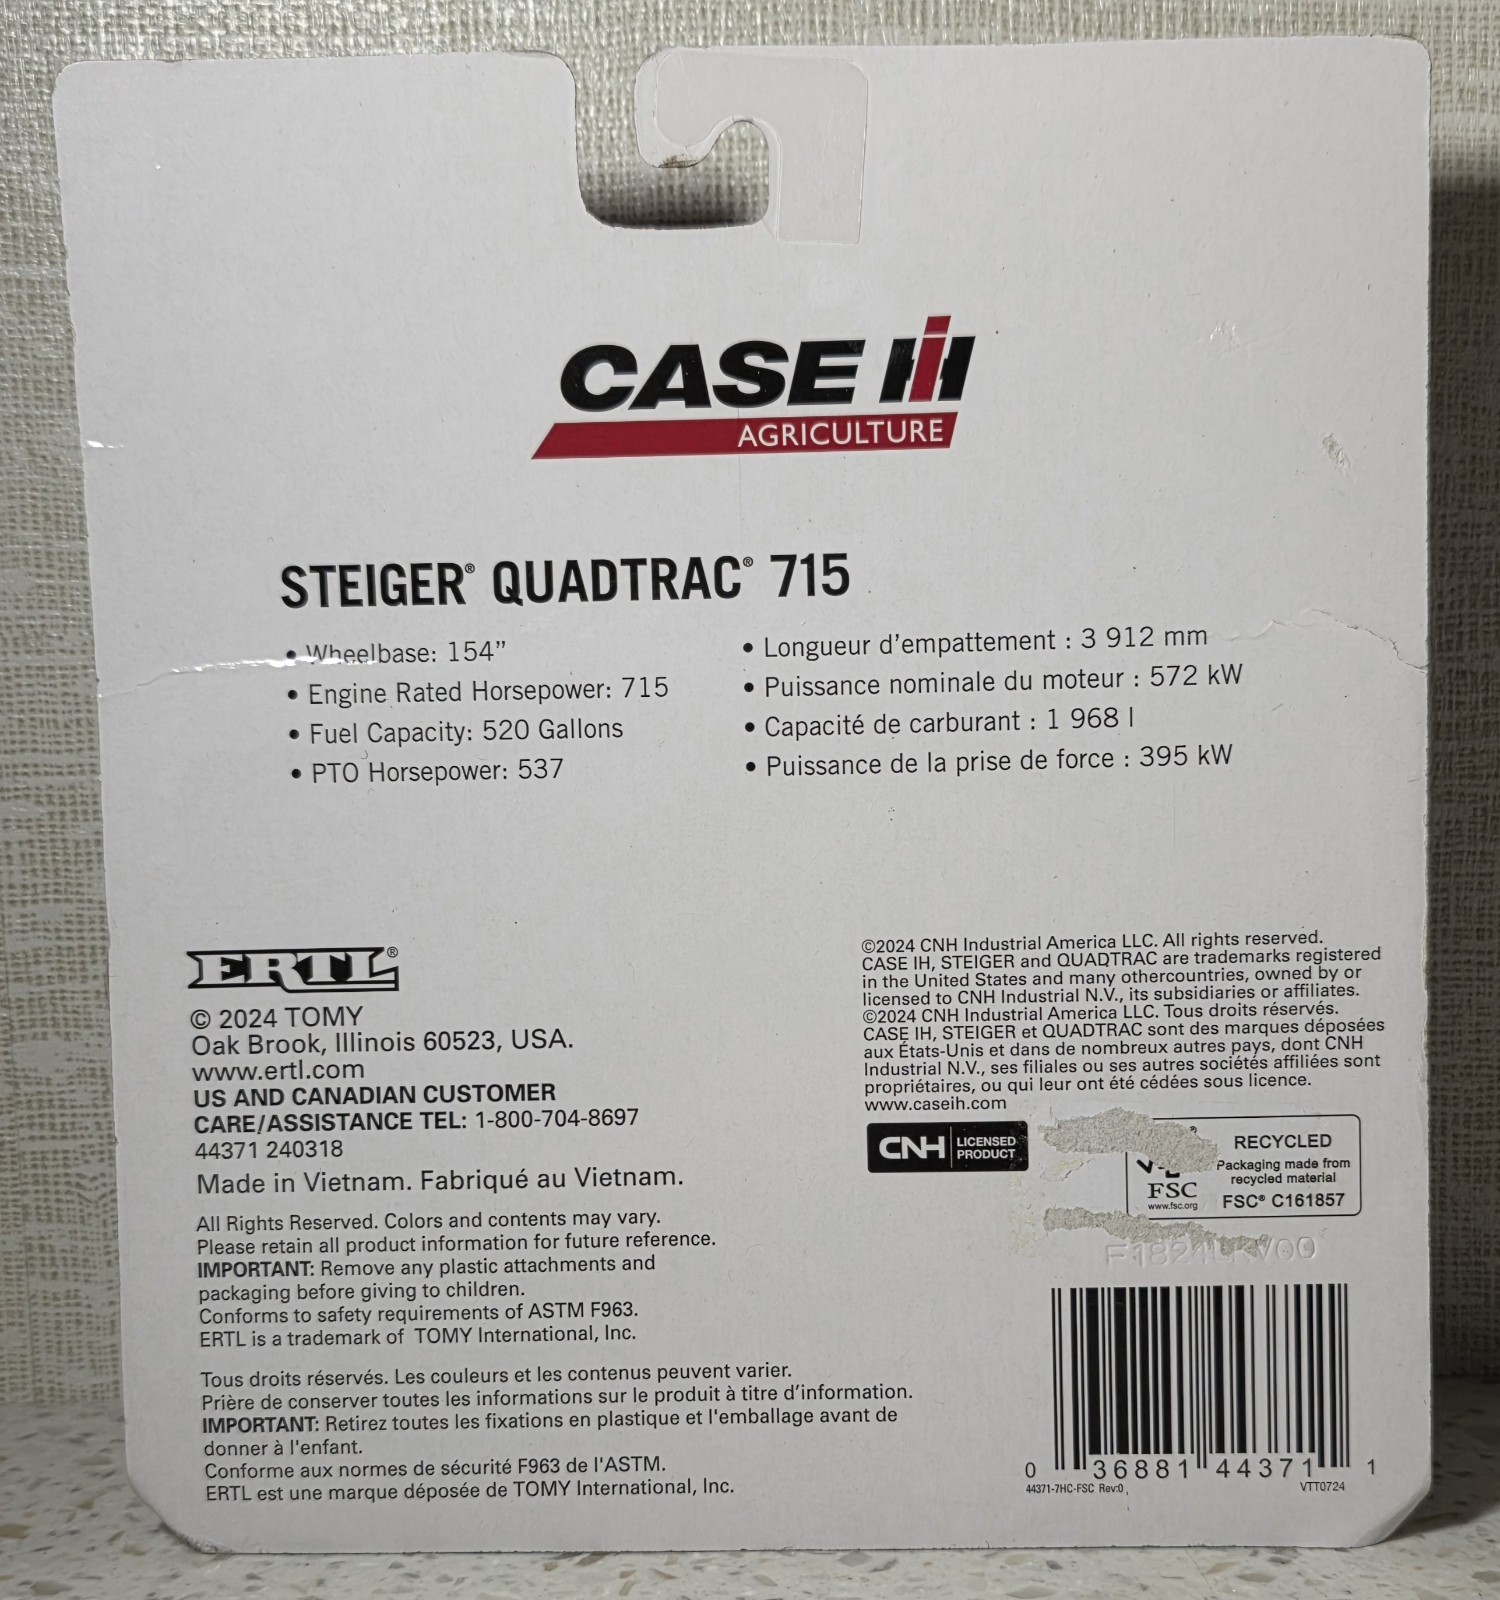 CASE IH
AGRICULTURE
STEIGER® QUADTRAC® 715
• Wheelbase: 154”
• Engine Rated Horsepower: 715
• Fuel Capacity: 520 Gallons
• PTO Horsepower: 537
• Longueur d’empattement : 3 912 mm
• Puissance nominale du moteur : 572 kW
• Capacité de carburant : 1 968 l
• Puissance de la prise de force : 395 kW
ERTL®
© 2024 TOMY
Oak Brook, Illinois 60523, USA.
www.ertl.com
US AND CANADIAN CUSTOMER
CARE/ASSISTANCE TEL: 1-800-704-8697
44371 240318
Made in Vietnam. Fabriqué au Vietnam.
All Rights Reserved. Colors and contents may vary.
Please retain all product information for future reference.
IMPORTANT: Remove any plastic attachments and
packaging before giving to children.
Conforms to safety requirements of ASTM F963.
ERTL is a trademark of TOMY International, Inc.
Tous droits réservés. Les couleurs et les contenus peuvent varier.
Prière de conserver toutes les informations sur le produit à titre d’information.
IMPORTANT: Retirez toutes les fixations en plastique et l'emballage avant de
donner à l'enfant.
Conforme aux normes de sécurité F963 de l'ASTM.
ERTL est une marque déposée de TOMY International, Inc.
©2024 CNH Industrial America LLC. All rights reserved.
CASE IH, STEIGER and QUADTRAC are trademarks registered
in the United States and many othercountries, owned by or
licensed to CNH Industrial N.V., its subsidiaries or affiliates.
©2024 CNH Industrial America LLC. Tous droits réservés.
CASE IH, STEIGER et QUADTRAC sont des marques déposées
aux États-Unis et dans de nombreux autres pays, dont CNH
Industrial N.V., ses filiales ou ses autres sociétés affiliées sont
propriétaires, ou qui leur ont été cédées sous licence.
www.caseih.com
CNH LICENSED
PRODUCT
FSC
www.fsc.org
RECYCLED
Packaging made from
recycled material
FSC® C161857
0 36881 44371 1
44371-7HC-FSC Rev:0
VTT0724